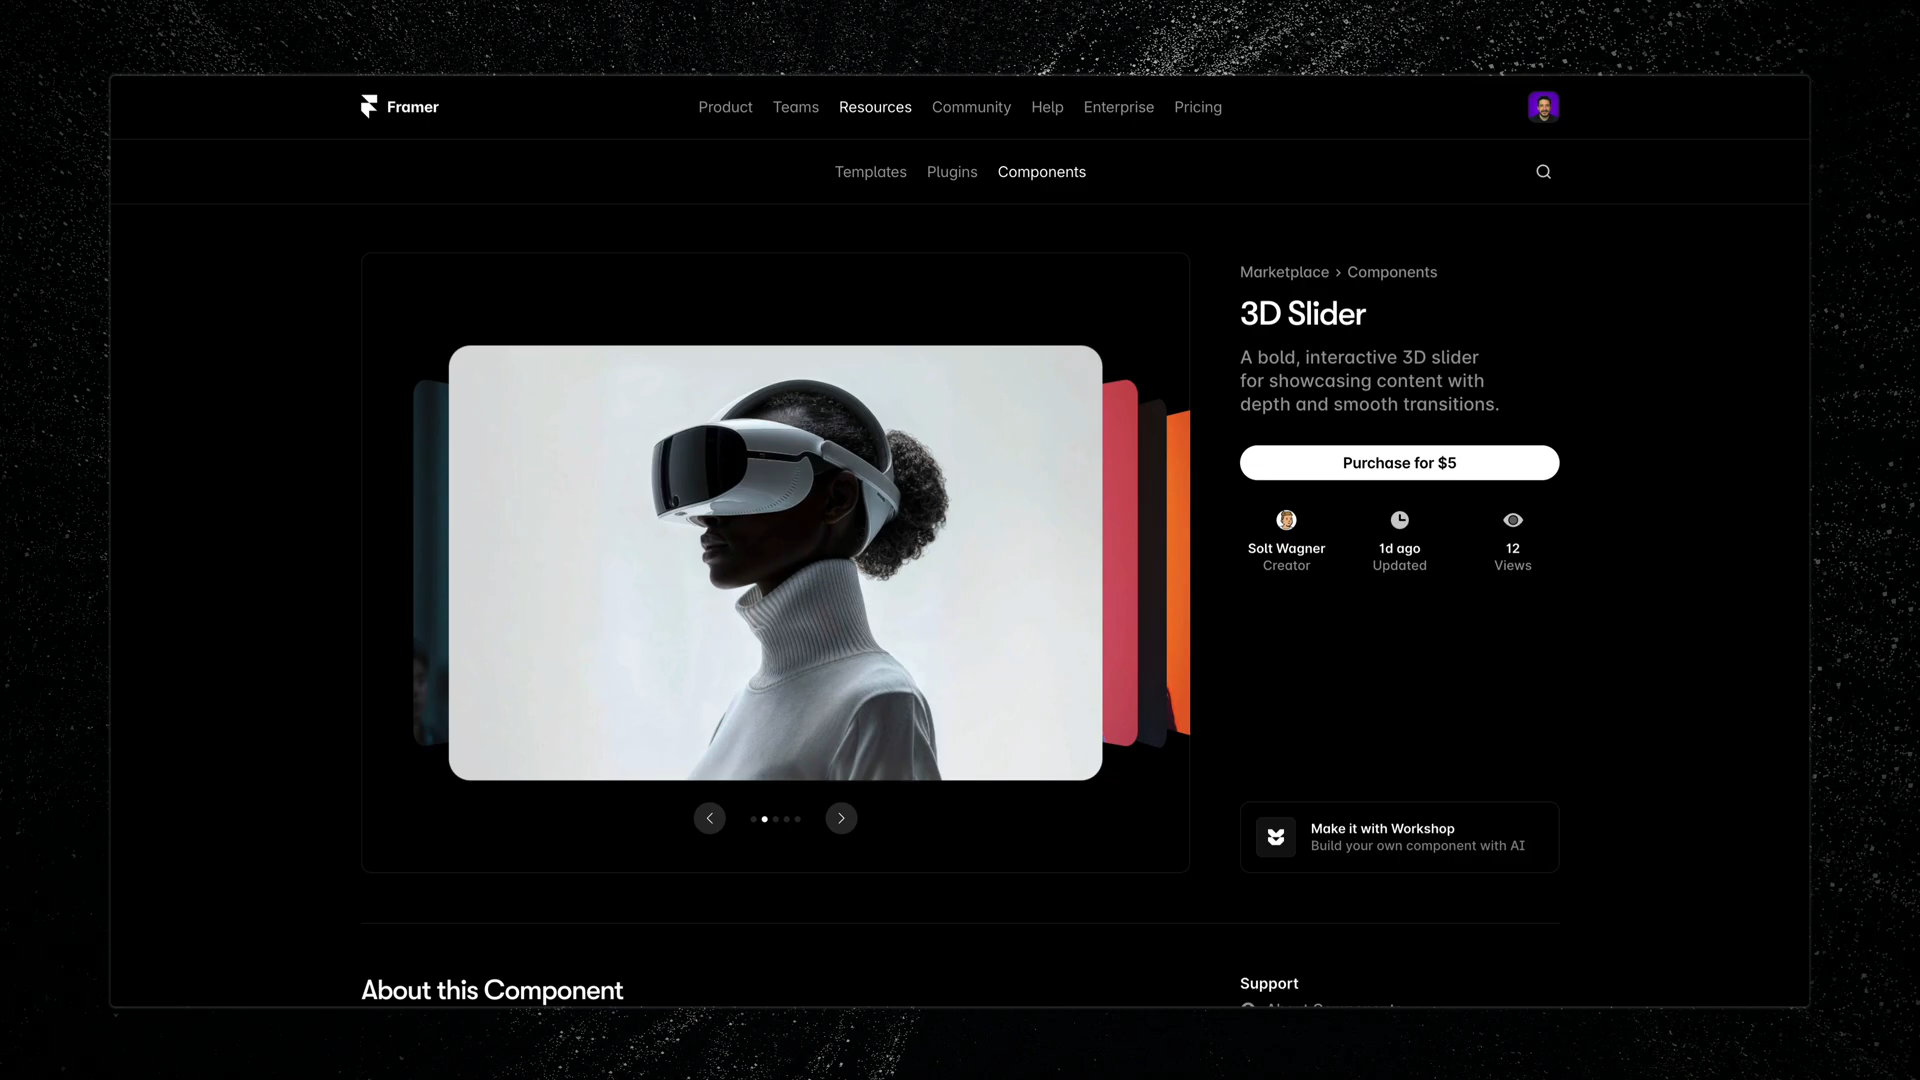 Framer
Product Teams Resources Community Help Enterprise Pricing
Templates Plugins Components
Marketplace › Components
3D Slider
A bold, interactive 3D slider
for showcasing content with
depth and smooth transitions.
Purchase for $5
Solt Wagner 1d ago 12
Creator Updated Views
Make it with Workshop
Build your own component with AI
About this Component
Support